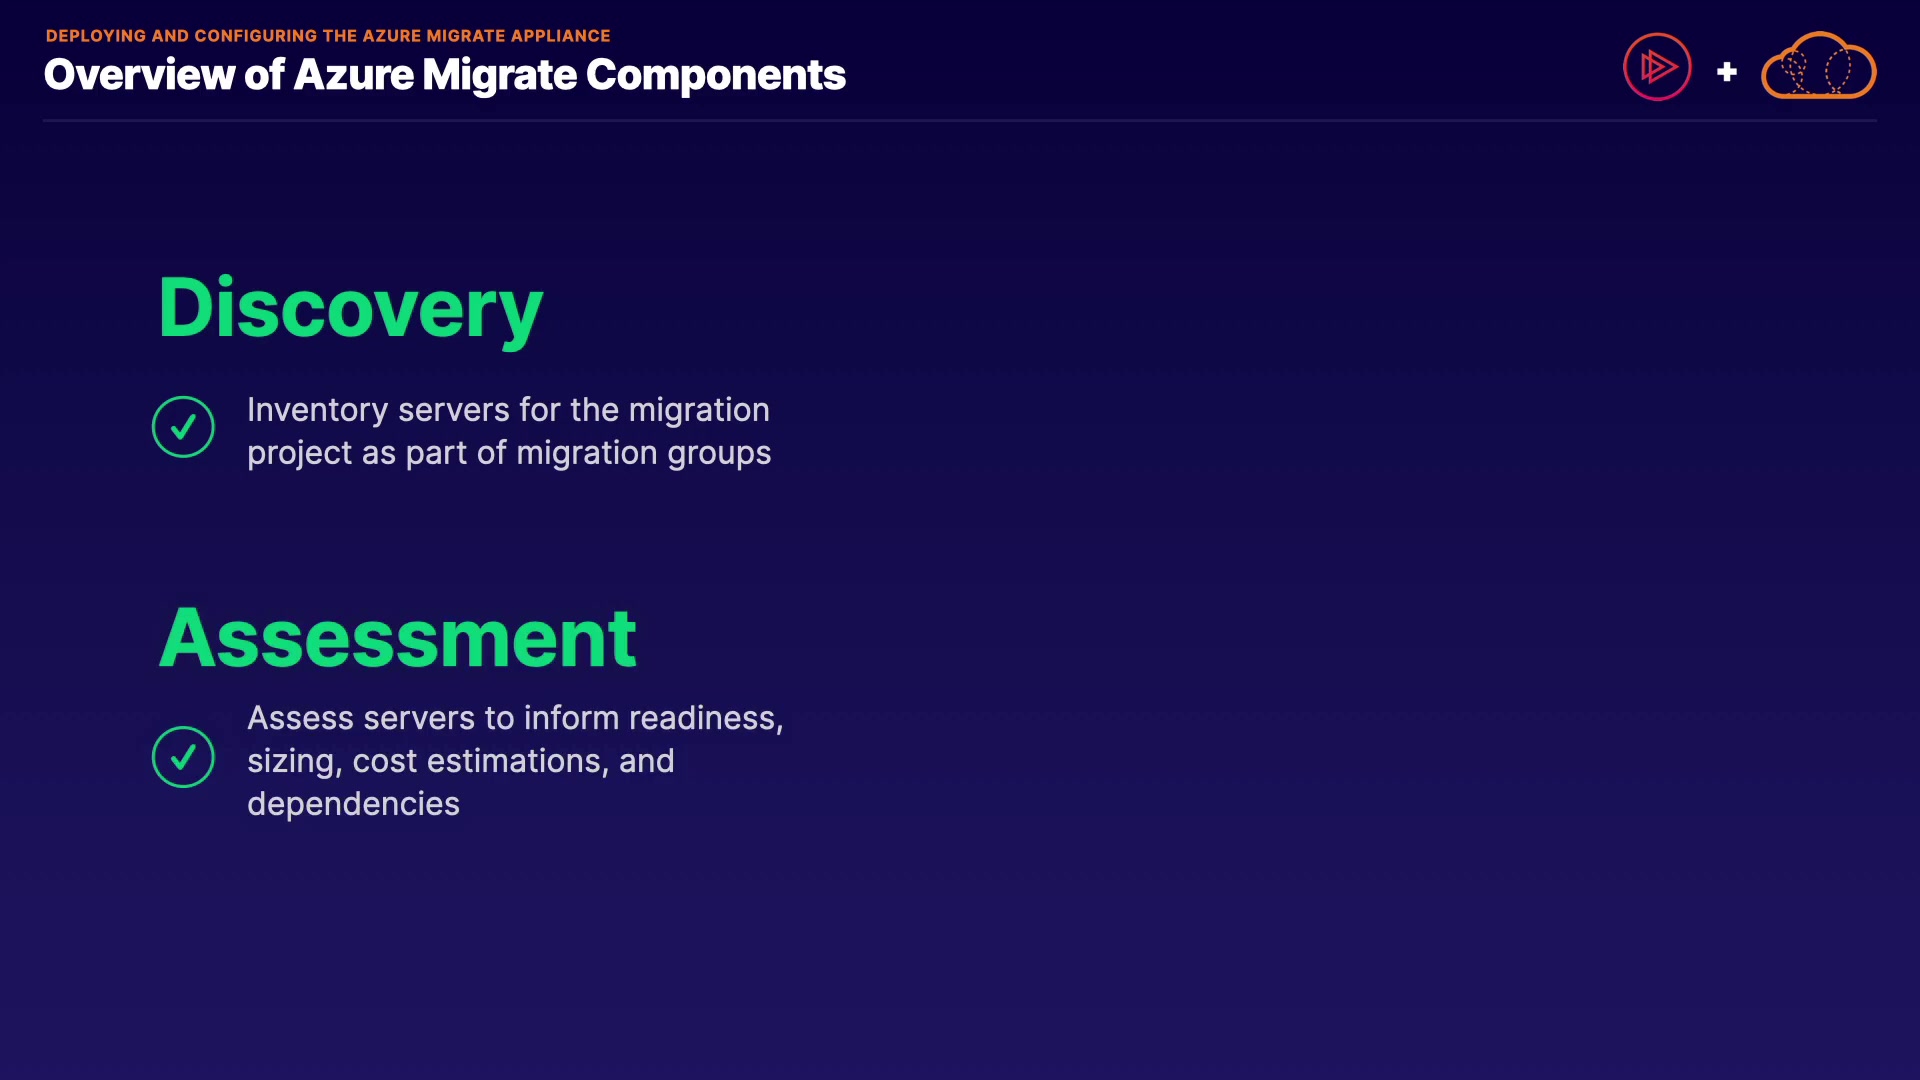 DEPLOYING AND CONFIGURING THE AZURE MIGRATE APPLIANCE
Overview of Azure Migrate Components
+
Discovery
Inventory servers for the migration
project as part of migration groups
Assessment
Assess servers to inform readiness,
sizing, cost estimations, and
dependencies